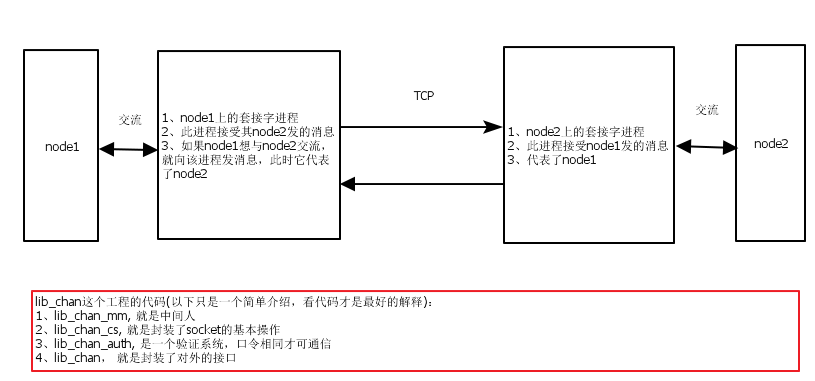 TCP
交流
交流
node1
1、node1上的套接字进程
2、此进程接受其node2发的消息
3、如果node1想与node2交流,
就向该进程发消息，此时它代表
了node2
1、node2上的套接字进程
2、此进程接受node1发的消息
3、代表了node1
node2
lib_chan这个工程的代码(以下只是一个简单介绍，看代码才是最好的解释)：
1、lib_chan_mm, 就是中间人
2、lib_chan_cs, 就是封装了socket的基本操作
3、lib_chan_auth, 是一个验证系统，口令相同才可通信
4、lib_chan， 就是封装了对外的接口